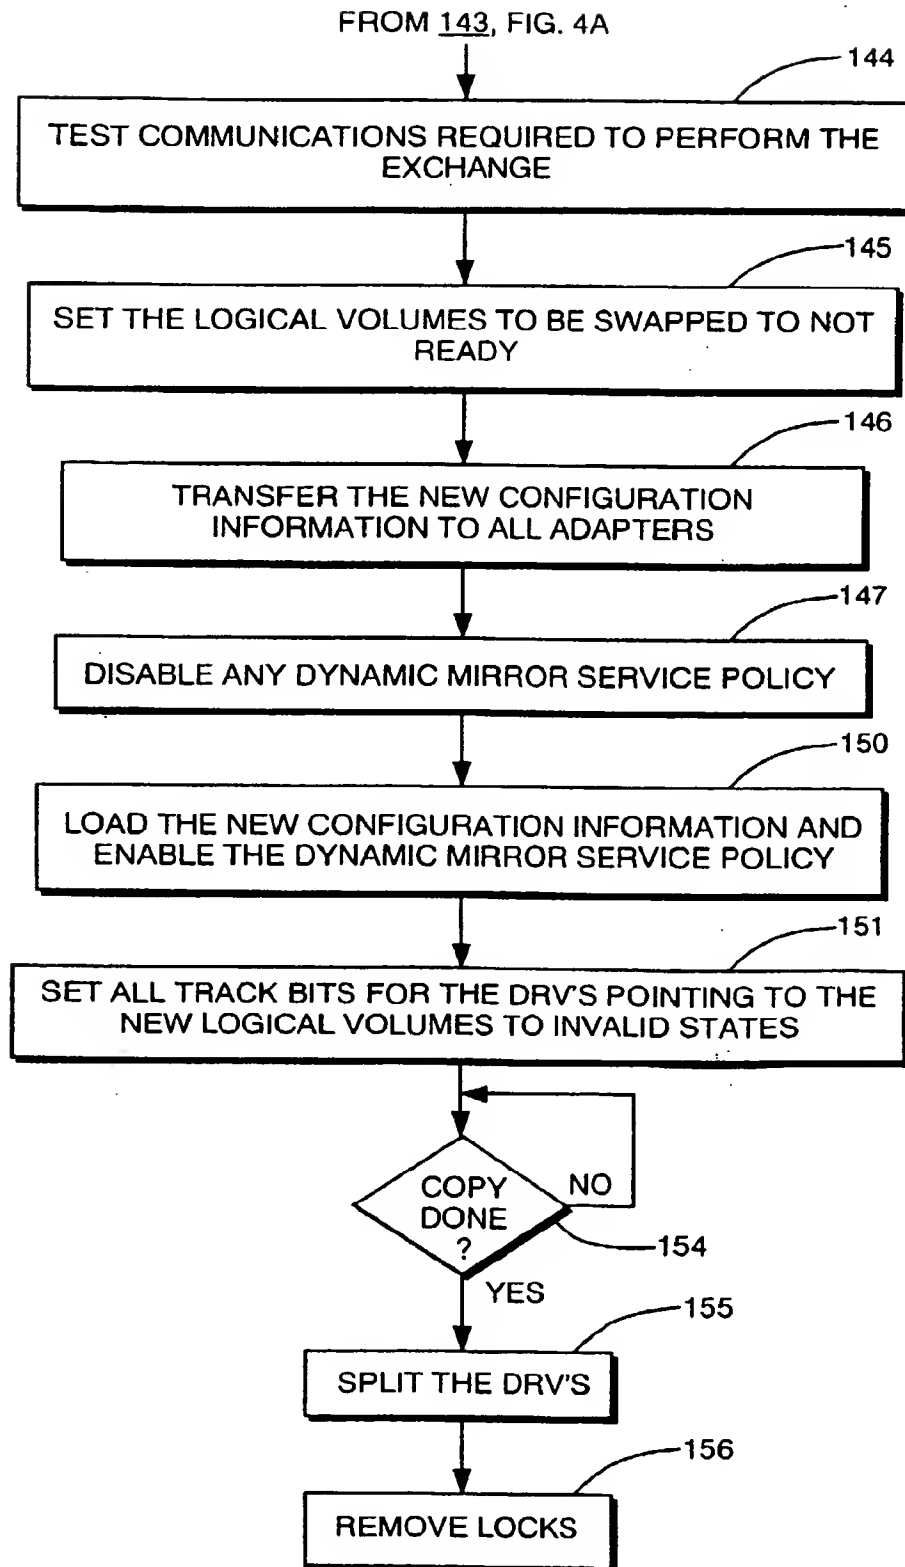 FROM 143, FIG. 4A
144
TEST COMMUNICATIONS REQUIRED TO PERFORM THE
EXCHANGE
145
SET THE LOGICAL VOLUMES TO BE SWAPPED TO NOT
READY
146
TRANSFER THE NEW CONFIGURATION
INFORMATION TO ALL ADAPTERS
147
DISABLE ANY DYNAMIC MIRROR SERVICE POLICY
150
LOAD THE NEW CONFIGURATION INFORMATION AND
ENABLE THE DYNAMIC MIRROR SERVICE POLICY
151
SET ALL TRACK BITS FOR THE DRV'S POINTING TO THE
NEW LOGICAL VOLUMES TO INVALID STATES
COPY
DONE
?
NO
154
YES
155
SPLIT THE DRV'S
156
REMOVE LOCKS